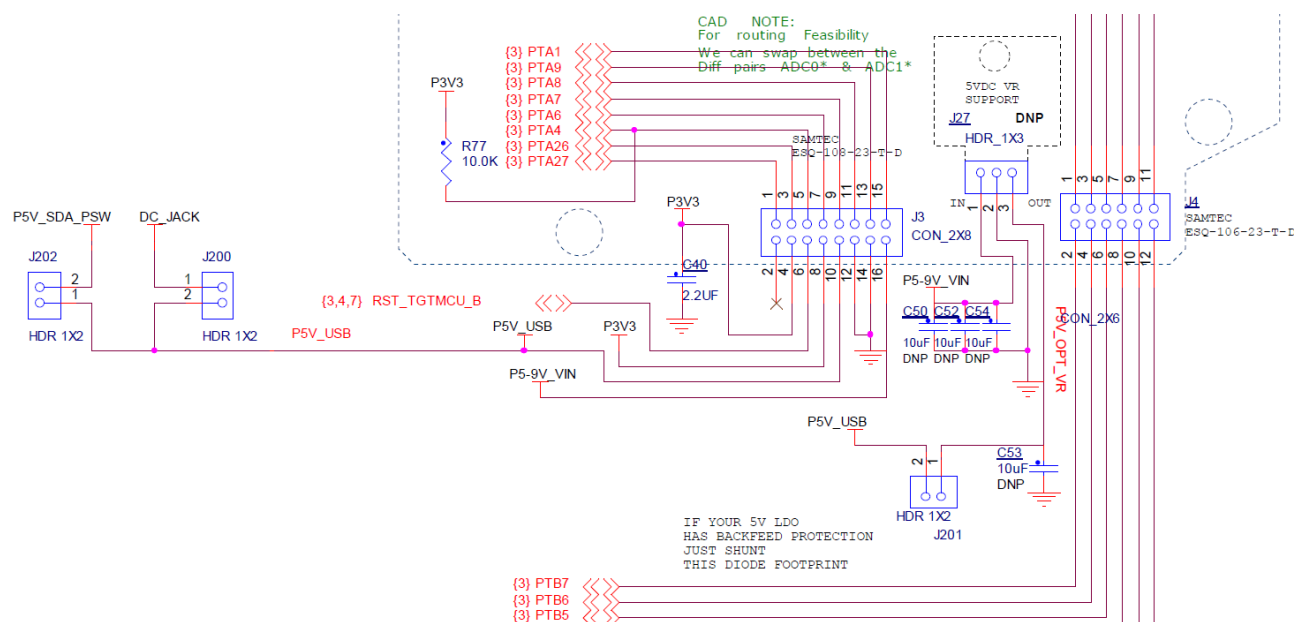 CAD NOTE:
For routing Feasibility
We can swap between the
Diff pairs ADC0* & ADC1*
{3} PTA1
{3} PTA9
{3} PTA8
{3} PTA7
{3} PTA6
{3} PTA4
{3} PTA26
{3} PTA27
P3V3
R77
10.0K
SAMTEC
ESQ-108-23-T-D
5VDC VR
SUPPORT
J27 DNP
HDR_1X3
IN 1 2 3 OUT
1 3 5 7 9 11 13 15
J3
CON_2X8
2 4 6 8 10 12 14 16
1 3 5 7 9 11
J4
SAMTEC
ESQ-106-23-T-D
2 4 6 8 10 12
CON_2X6
P3V3
C40
2.2UF
P5V_SDA_PSW
DC_JACK
J202
2
1
HDR 1X2
J200
1
2
HDR 1X2
{3,4,7} RST_TGTMCU_B
P5V_USB
P5V_USB
P3V3
P5-9V_VIN
P5-9V_VIN
C50 C52 C54
10uF 10uF 10uF
DNP DNP DNP
P5V_OPT_VR
P5V_USB
2 1
HDR 1X2
J201
C53
10uF
DNP
IF YOUR 5V LDO
HAS BACKFEED PROTECTION
JUST SHUNT
THIS DIODE FOOTPRINT
{3} PTB7
{3} PTB6
{3} PTB5